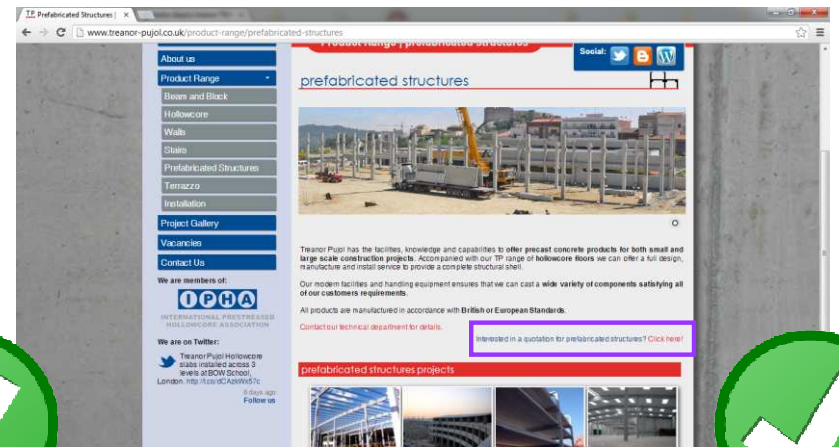 T.P. Prefabricated Structures |
www.treanor-pujol.co.uk/product-range/prefabricated-structures
About us
Product Range
Beam and Block
Hollowcore
Walls
Stairs
Prefabricated Structures
Terrazzo
Installation
Project Gallery
Vacancies
Contact Us
We are members of:
IPHA
INTERNATIONAL PRESTRESSED
HOLLOWCORE ASSOCIATION
We are on Twitter:
Treanor Pujol Hollowcore
slabs installed across 3
levels at BOW School,
London.
6 days ago
Follow us
Product Range | prefabricated structures
Social:
prefabricated structures
Treanor Pujol has the facilities, knowledge and capabilities to offer precast concrete products for both small and
large scale construction projects. Accompanied with our TP range of hollowcore floors we can offer a full design,
manufacture and install service to provide a complete structural shell.
Our modern facilities and handling equipment ensures that we can cast a wide variety of components satisfying all
of our customers requirements.
All products are manufactured in accordance with British or European Standards.
Contact our technical department for details.
Interested in a quotation for prefabricated structures? Click here!
prefabricated structures projects